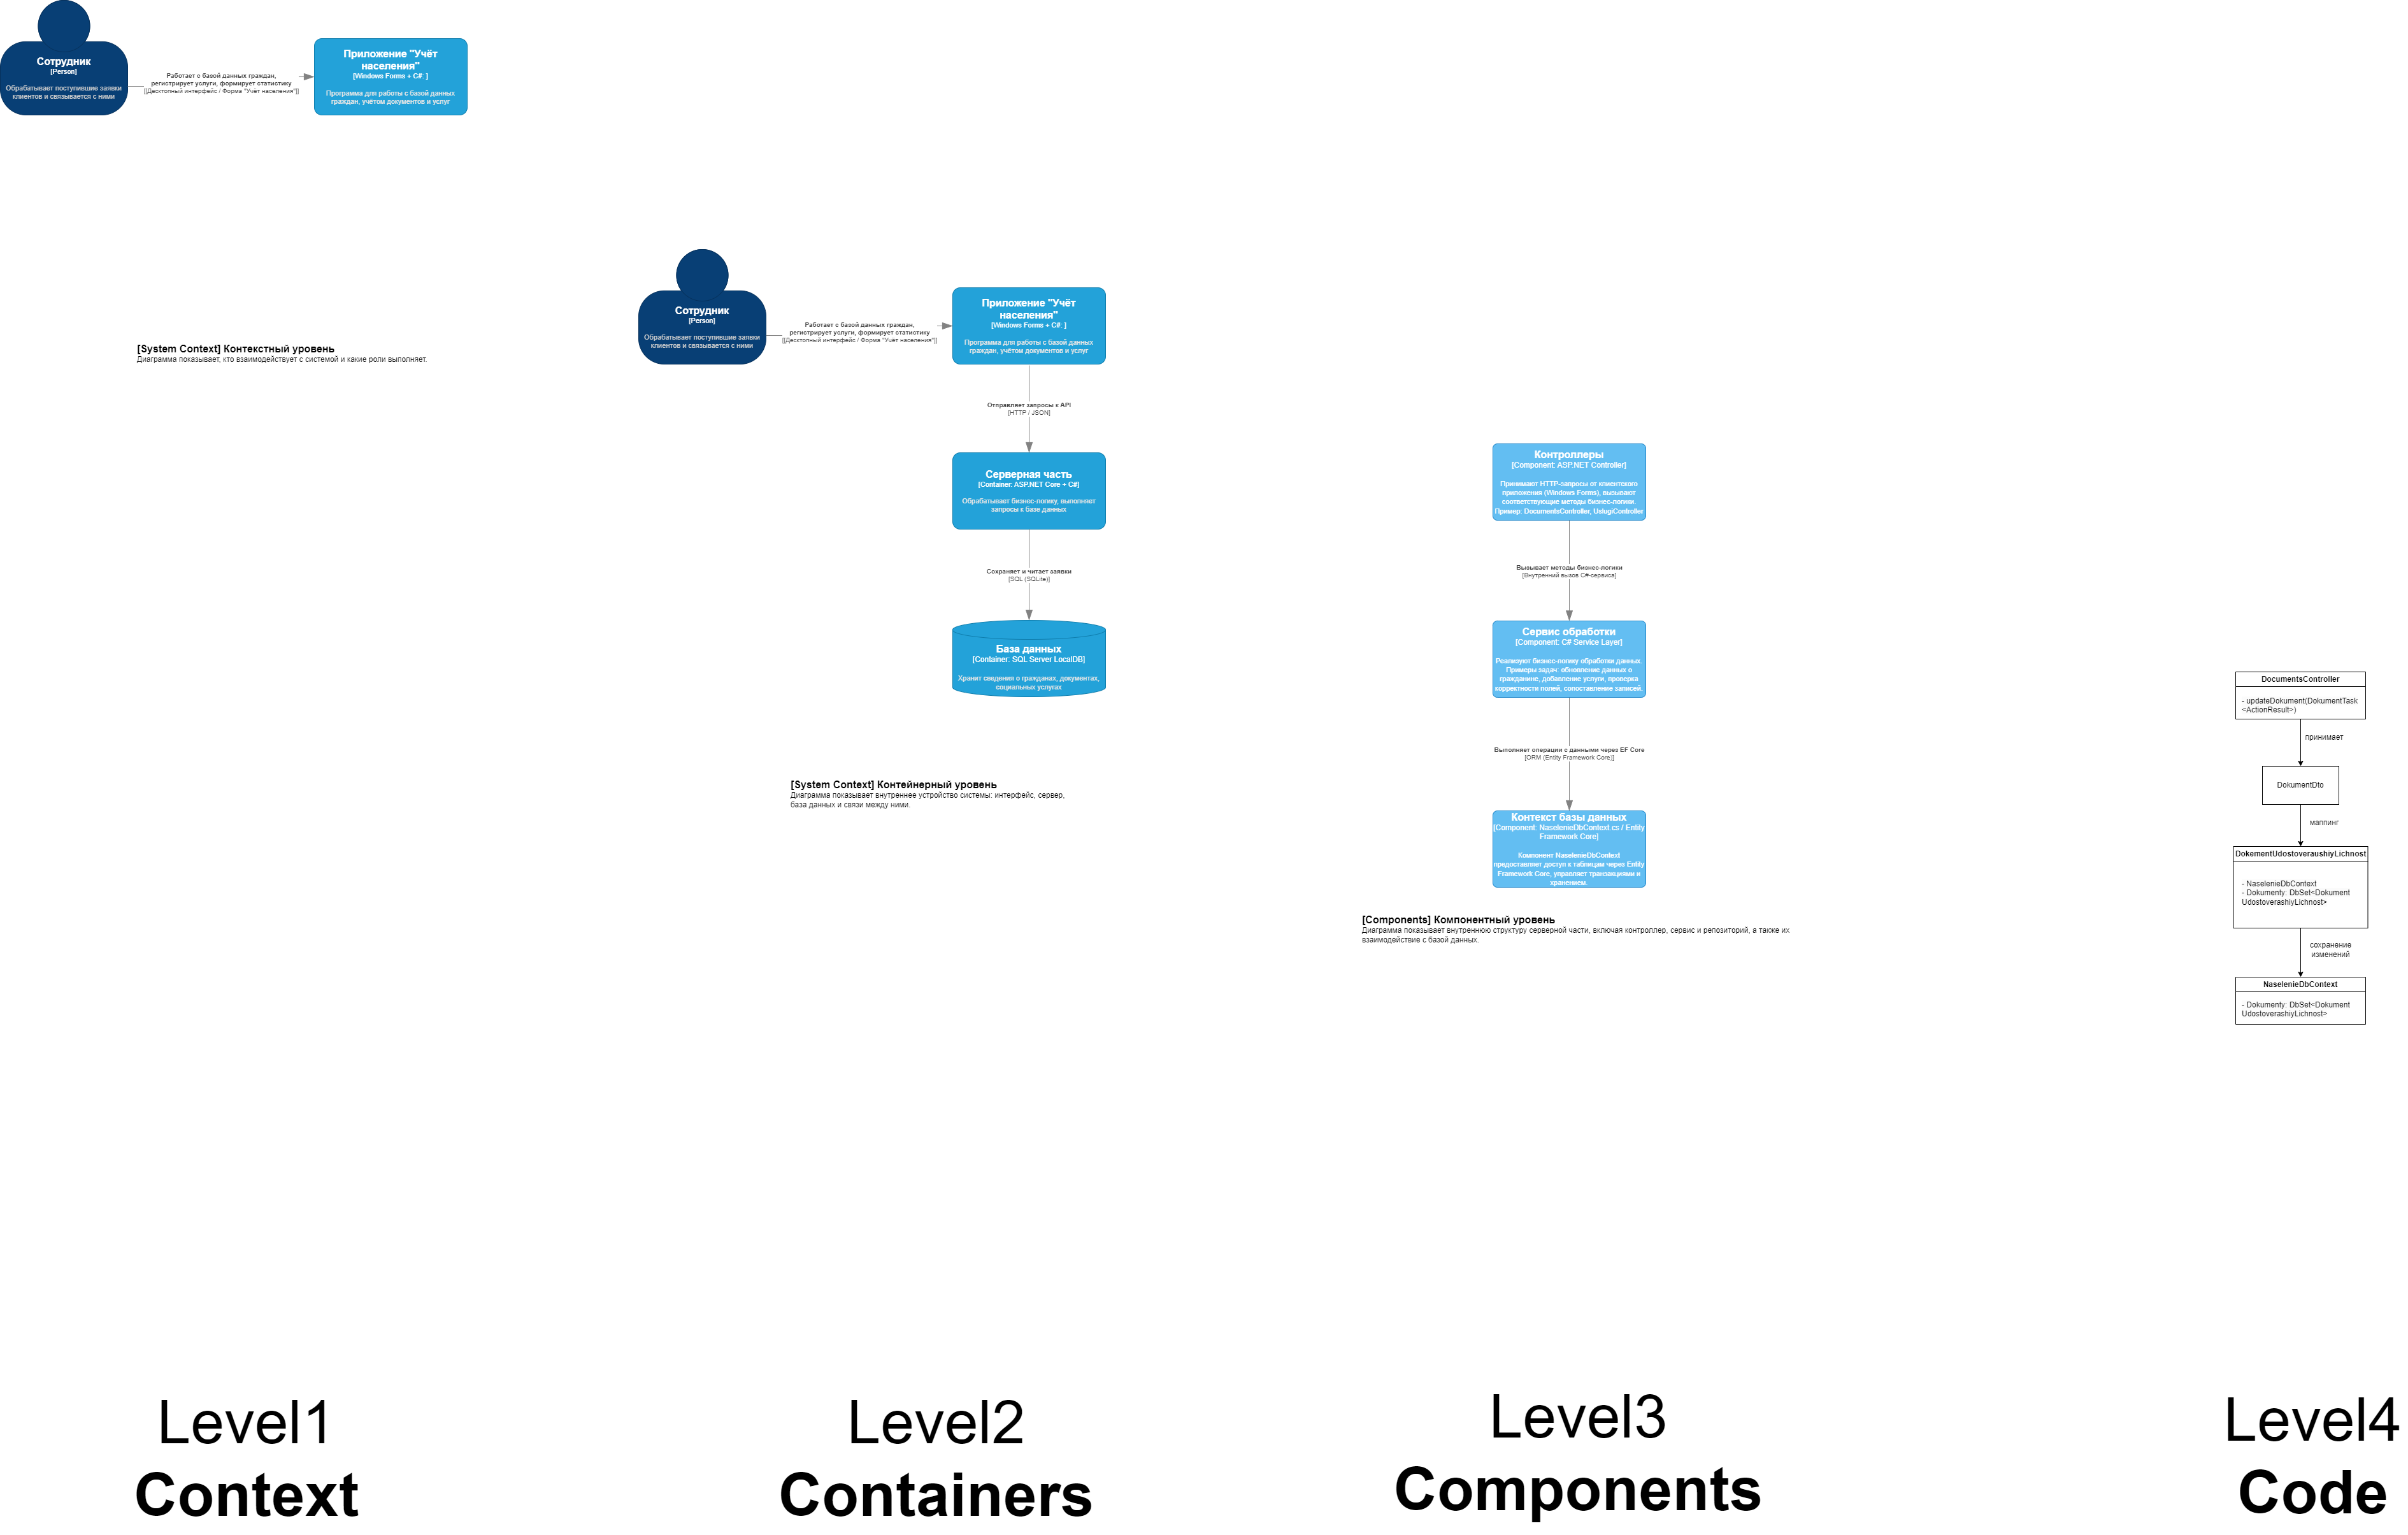 Сотрудник
[Person]
Обрабатывает поступившие заявки
клиентов и связывается с ними
Работает с базой данных граждан,
регистрирует услуги, формирует статистику
[[Десктопный интерфейс / Форма "Учёт населения"]]
Приложение "Учёт
населения"
[Windows Forms + C#: ]
Программа для работы с базой данных
граждан, учётом документов и услуг
[System Context] Контекстный уровень
Диаграмма показывает, кто взаимодействует с системой и какие роли выполняет.
Сотрудник
[Person]
Обрабатывает поступившие заявки
клиентов и связывается с ними
Работает с базой данных граждан,
регистрирует услуги, формирует статистику
[[Десктопный интерфейс / Форма "Учёт населения"]]
Приложение "Учёт
населения"
[Windows Forms + C#: ]
Программа для работы с базой данных
граждан, учётом документов и услуг
Отправляет запросы к API
[HTTP / JSON]
Серверная часть
[Container: ASP.NET Core + C#]
Обрабатывает бизнес-логику, выполняет
запросы к базе данных
Сохраняет и читает заявки
[SQL (SQLite)]
База данных
[Container: SQL Server LocalDB]
Хранит сведения о гражданах, документах,
социальных услугах
[System Context] Контейнерный уровень
Диаграмма показывает внутреннее устройство системы: интерфейс, сервер,
база данных и связи между ними.
Контроллеры
[Component: ASP.NET Controller]
Принимают HTTP-запросы от клиентского
приложения (Windows Forms), вызывают
соответствующие методы бизнес-логики.
Пример: DocumentsController, UslugiController
Вызывает методы бизнес-логики
[Внутренний вызов C#-сервиса]
Сервис обработки
[Component: C# Service Layer]
Реализуют бизнес-логику обработки данных.
Примеры задач: обновление данных о
гражданине, добавление услуги, проверка
корректности полей, сопоставление записей.
Выполняет операции с данными через EF Core
[ORM (Entity Framework Core)]
Контекст базы данных
[Component: NaselenieDbContext.cs / Entity
Framework Core]
Компонент NaselenieDbContext
предоставляет доступ к таблицам через Entity
Framework Core, управляет транзакциями и
хранением.
[Components] Компонентный уровень
Диаграмма показывает внутреннюю структуру серверной части, включая контроллер, сервис и репозиторий, а также их
взаимодействие с базой данных.
DocumentsController
- updateDokument(DokumentTask
<ActionResult>)
принимает
DokumentDto
маппинг
DokementUdostoveraushiyLichnost
- NaselenieDbContext
- Dokumenty: DbSet<Dokument
UdostoverashiyLichnost>
сохранение
изменений
NaselenieDbContext
- Dokumenty: DbSet<Dokument
UdostoverashiyLichnost>
Level1
Context
Level2
Containers
Level3
Components
Level4
Code